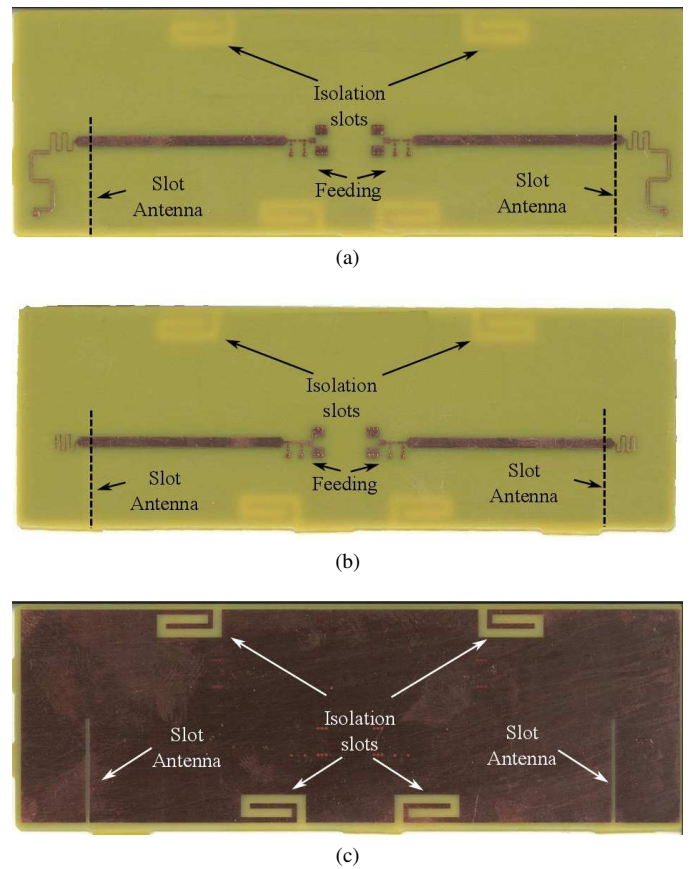 Isolation
slots
Feeding
Slot
Antenna
Slot
Antenna
(a)
Isolation
slots
Feeding
Slot
Antenna
Slot
Antenna
(b)
Isolation
slots
Slot
Antenna
Slot
Antenna
(c)